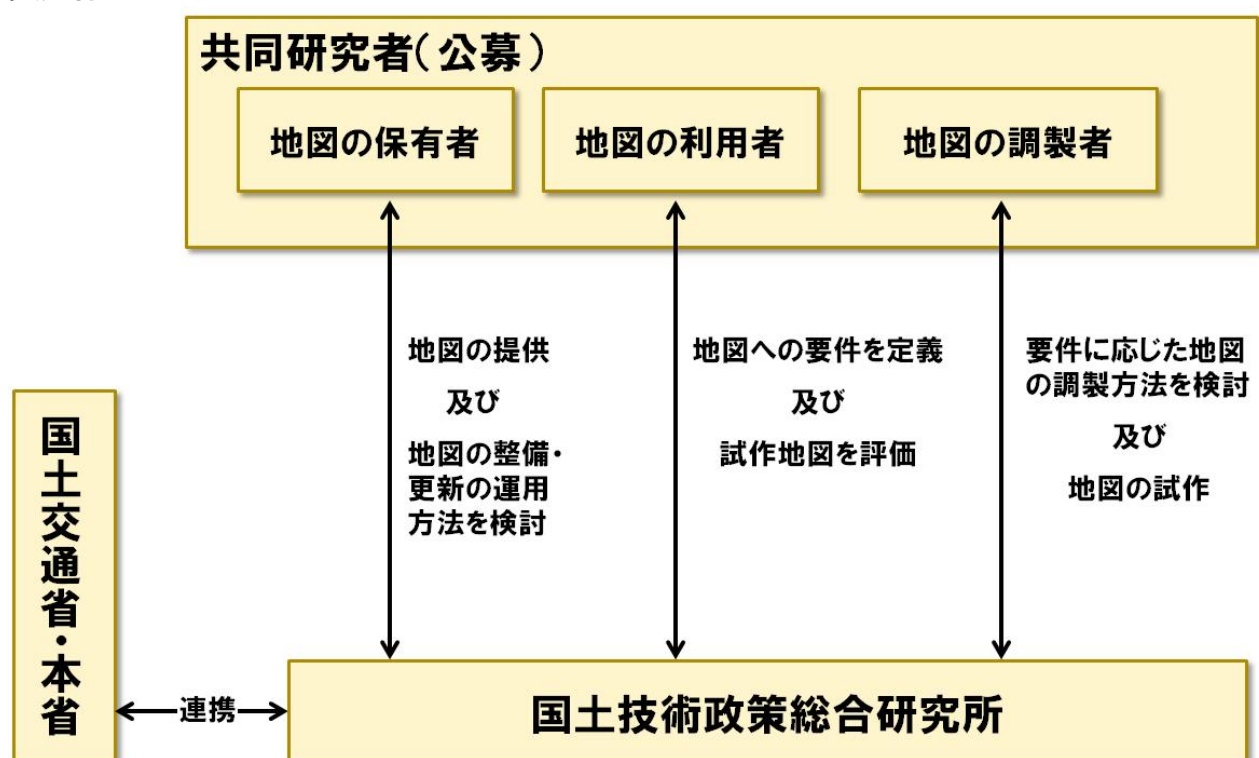 共同研究者(公募)
地図の保有者
地図の利用者
地図の調製者
地図の提供
及び
地図の整備・
更新の運用
方法を検討
地図への要件を定義
及び
試作地図を評価
要件に応じた地図
の調製方法を検討
及び
地図の試作
国土交通省・本省
連携
国土技術政策総合研究所